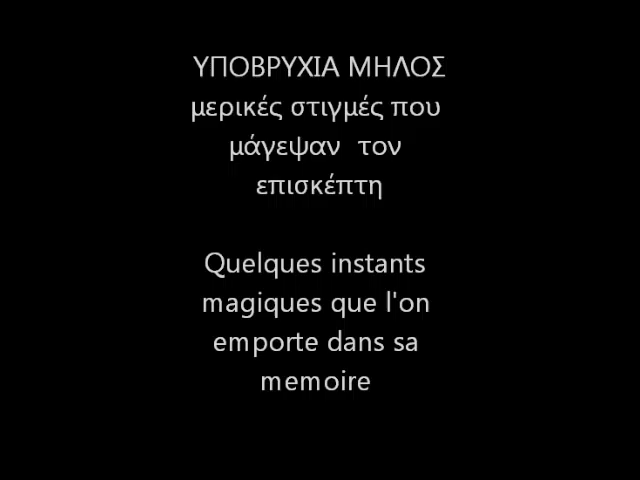 ΥΠΟΒΡΥΧΙΑ ΜΗΛΟΣ
μερικές στιγμές που
μάγεψαν τον
επισκέπτη
Quelques instants
magiques que l'on
emporte dans sa
memoire